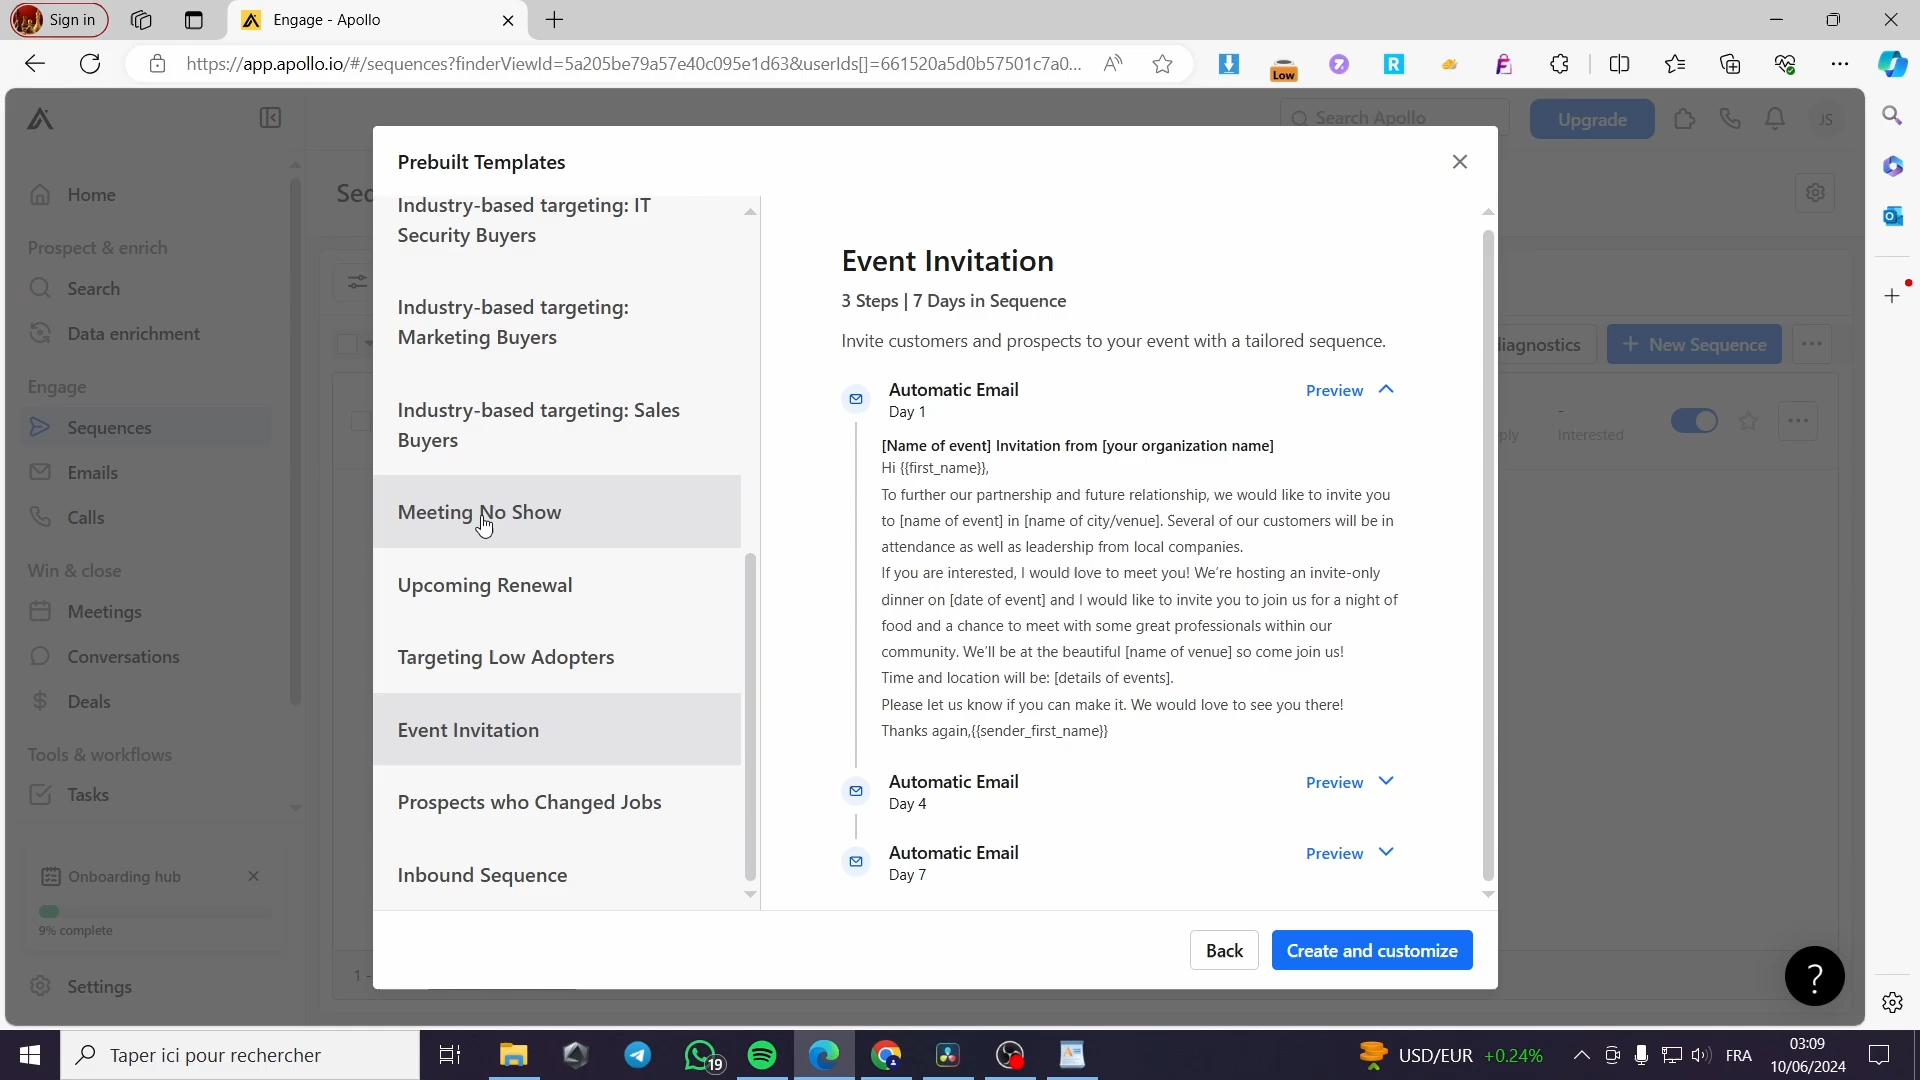 Sign in
Engage - Apollo
https://app.apollo.io/#/sequences?finderViewId=5a205be79a57e40c095e1d63&userIds[]=661520a5d0b57501c7a0...
Low
Search Apollo
Upgrade
JS
Home
Prospect & enrich
Search
Data enrichment
Engage
Sequences
Emails
Calls
Win & close
Meetings
Conversations
Deals
Tools & workflows
Tasks
Onboarding hub
9% complete
Settings
Seq
Prebuilt Templates
Industry-based targeting: IT
Security Buyers
Industry-based targeting:
Marketing Buyers
Industry-based targeting: Sales
Buyers
Meeting No Show
Upcoming Renewal
Targeting Low Adopters
Event Invitation
Prospects who Changed Jobs
Inbound Sequence
Event Invitation
3 Steps | 7 Days in Sequence
Invite customers and prospects to your event with a tailored sequence.
Automatic Email
Preview
Day 1
[Name of event] Invitation from [your organization name]
Hi {{first_name}},
To further our partnership and future relationship, we would like to invite you
to [name of event] in [name of city/venue]. Several of our customers will be in
attendance as well as leadership from local companies.
If you are interested, I would love to meet you! We're hosting an invite-only
dinner on [date of event] and I would like to invite you to join us for a night of
food and a chance to meet with some great professionals within our
community. We'll be at the beautiful [name of venue] so come join us!
Time and location will be: [details of events].
Please let us know if you can make it. We would love to see you there!
Thanks again,{{sender_first_name}}
Automatic Email
Preview
Day 4
Automatic Email
Preview
Day 7
Back
Create and customize
iagnostics
+ New Sequence
ply
-
Interested
1 -
?
Taper ici pour rechercher
19
USD/EUR +0.24%
FRA
03:09
10/06/2024